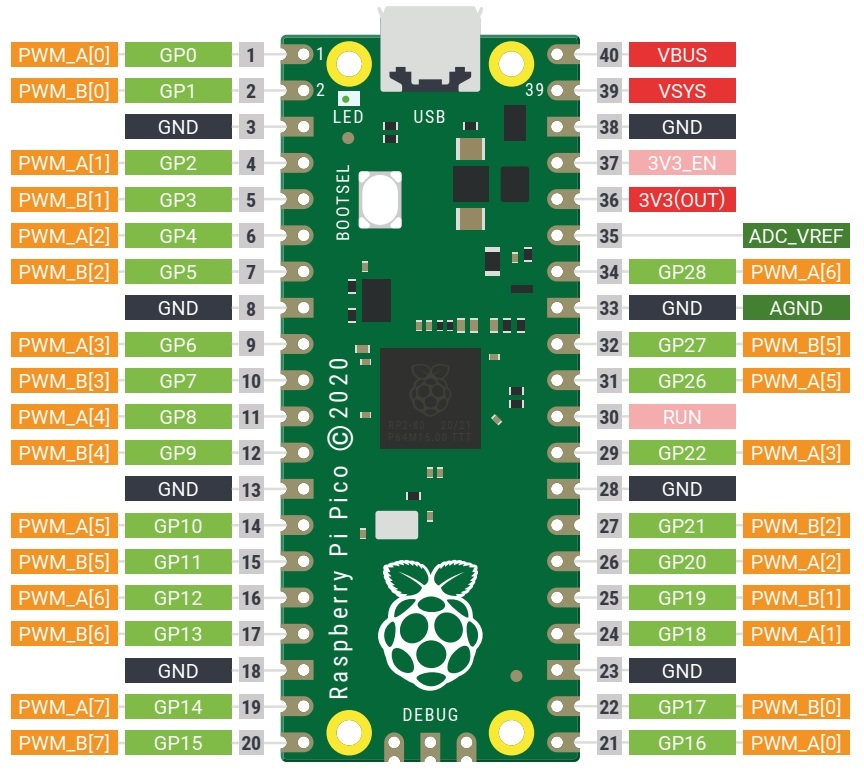 PWM_A[0] GP0 1 1 40 VBUS
PWM_B[0] GP1 2 2 39 39 VSYS
GND 3 LED USB 38 GND
PWM_A[1] GP2 4 37 3V3_EN
PWM_B[1] GP3 5 BOOTSEL 36 3V3(OUT)
PWM_A[2] GP4 6 35 ADC_VREF
PWM_B[2] GP5 7 34 GP28 PWM_A[6]
GND 8 33 GND AGND
PWM_A[3] GP6 9 32 GP27 PWM_B[5]
PWM_B[3] GP7 10 31 GP26 PWM_A[5]
PWM_A[4] GP8 11 30 RUN
PWM_B[4] GP9 12 29 GP22 PWM_A[3]
GND 13 28 GND
PWM_A[5] GP10 14 27 GP21 PWM_B[2]
PWM_B[5] GP11 15 26 GP20 PWM_A[2]
PWM_A[6] GP12 16 25 GP19 PWM_B[1]
PWM_B[6] GP13 17 24 GP18 PWM_A[1]
GND 18 23 GND
PWM_A[7] GP14 19 22 GP17 PWM_B[0]
PWM_B[7] GP15 20 21 GP16 PWM_A[0]
Raspberry Pi Pico ©2020
DEBUG